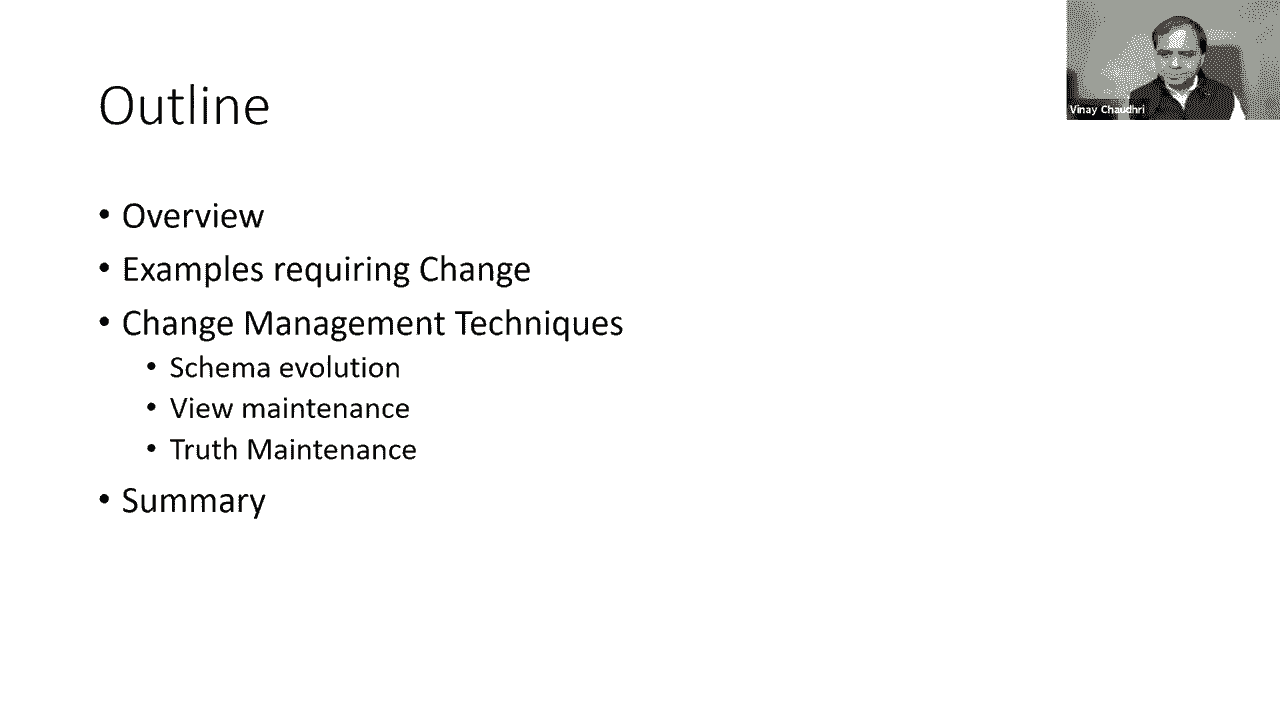 Outline
Vinay Chaudhri
• Overview
• Examples requiring Change
• Change Management Techniques
• Schema evolution
• View maintenance
• Truth Maintenance
• Summary